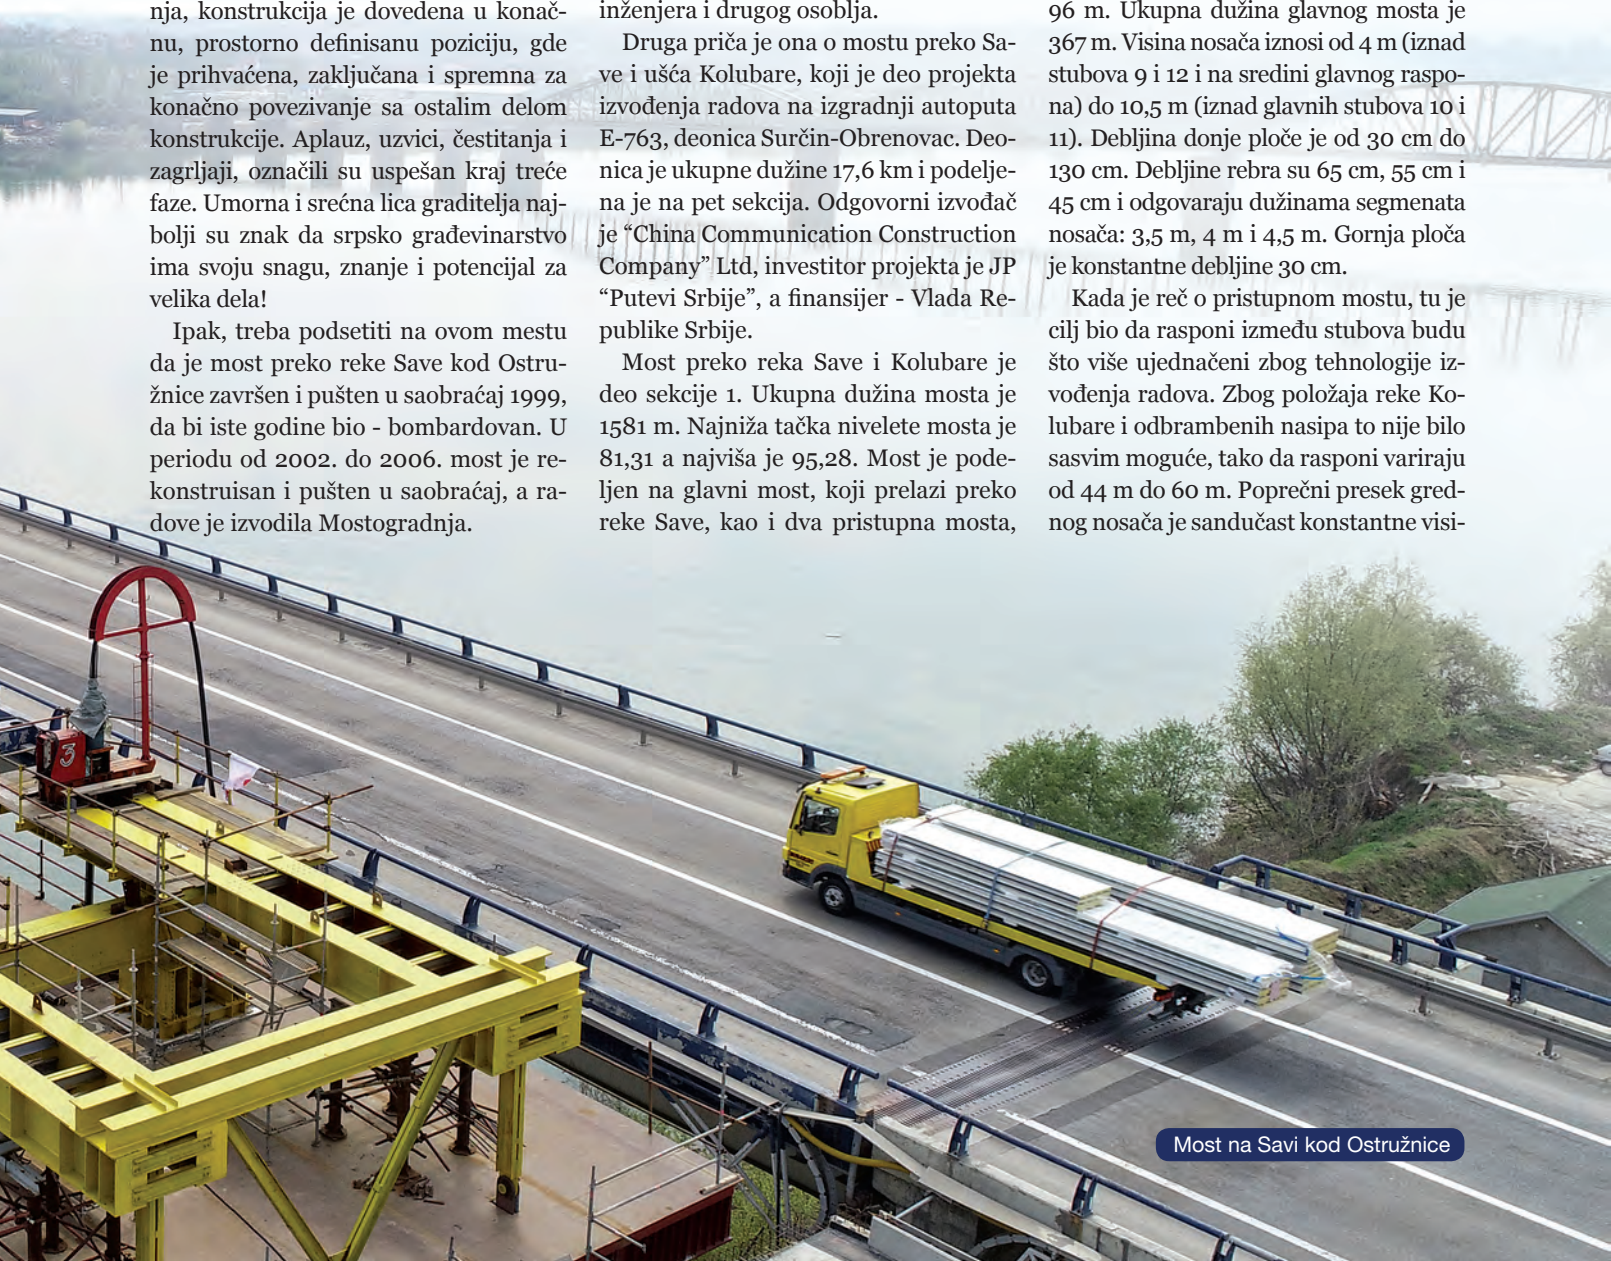 nja, konstrukcija je dovedena u konač-
nu, prostorno definisanu poziciju, gde
je prihvaćena, zaključana i spremna za
konačno povezivanje sa ostalim delom
konstrukcije. Aplauz, uzvici, čestitanja i
zagrljaji, označili su uspešan kraj treće
faze. Umorna i srećna lica graditelja naj-
bolji su znak da srpsko građevinarstvo
ima svoju snagu, znanje i potencijal za
velika dela!
Ipak, treba podsetiti na ovom mestu
da je most preko reke Save kod Ostru-
žnice završen i pušten u saobraćaj 1999,
da bi iste godine bio - bombardovan. U
periodu od 2002. do 2006. most je re-
konstruisan i pušten u saobraćaj, a ra-
dove je izvodila Mostogradnja.
inženjera i drugog osoblja.
Druga priča je ona o mostu preko Sa-
ve i ušća Kolubare, koji je deo projekta
izvođenja radova na izgradnji autoputa
E-763, deonica Surčin-Obrenovac. Deo-
nica je ukupne dužine 17,6 km i podelje-
na je na pet sekcija. Odgovorni izvođač
je “China Communication Construction
Company” Ltd, investitor projekta je JP
“Putevi Srbije”, a finansijer - Vlada Re-
publike Srbije.
Most preko reka Save i Kolubare je
deo sekcije 1. Ukupna dužina mosta je
1581 m. Najniža tačka nivelete mosta je
81,31 a najviša je 95,28. Most je pode-
ljen na glavni most, koji prelazi preko
reke Save, kao i dva pristupna mosta,
96 m. Ukupna dužina glavnog mosta je
367 m. Visina nosača iznosi od 4 m (iznad
stubova 9 i 12 i na sredini glavnog raspo-
na) do 10,5 m (iznad glavnih stubova 10 i
11). Debljina donje ploče je od 30 cm do
130 cm. Debljine rebra su 65 cm, 55 cm i
45 cm i odgovaraju dužinama segmenata
nosača: 3,5 m, 4 m i 4,5 m. Gornja ploča
je konstantne debljine 30 cm.
Kada je reč o pristupnom mostu, tu je
cilj bio da rasponi između stubova budu
što više ujednačeni zbog tehnologije iz-
vođenja radova. Zbog položaja reke Ko-
lubare i odbrambenih nasipa to nije bilo
sasvim moguće, tako da rasponi variraju
od 44 m do 60 m. Poprečni presek gred-
nog nosača je sandučast konstantne visi-
3
Most na Savi kod Ostružnice